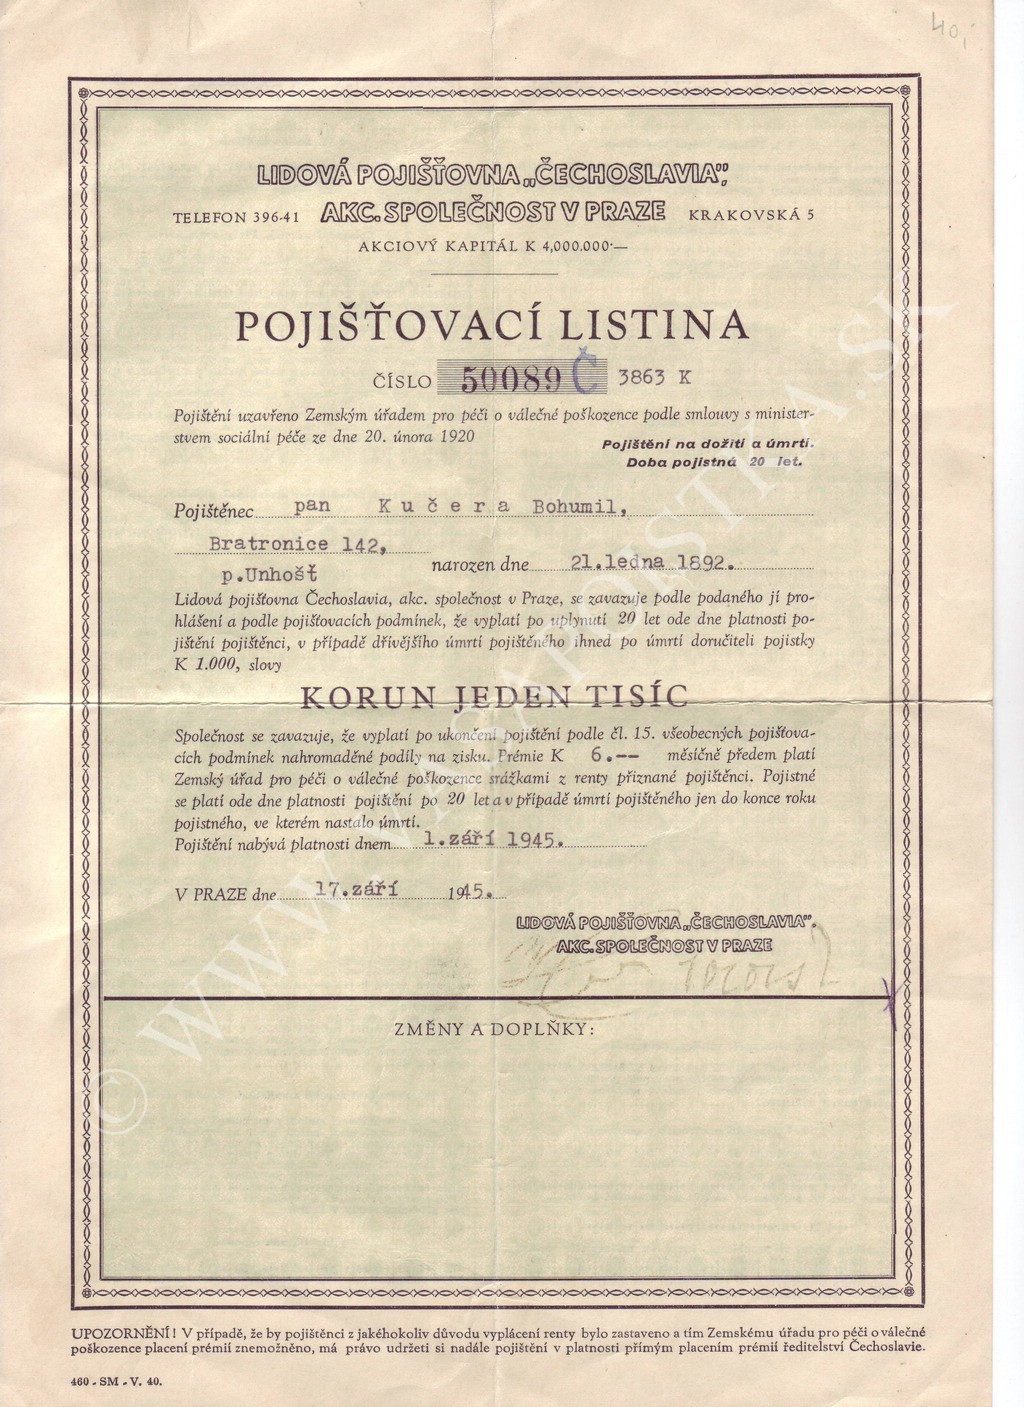 40,-
LIDOVÁ POJIŠŤOVNA „ČECHOSLAVIA",
TELEFON 396-41 AKC. SPOLEČNOST V PRAZE KRAKOVSKÁ 5
AKCIOVÝ KAPITÁL K 4,000.000·—
POJIŠŤOVACÍ LISTINA
ČÍSLO 50089 Č 3863 K
Pojištění uzavřeno Zemským úřadem pro péči o válečné poškozence podle smlouvy s minister-
stvem sociální péče ze dne 20. února 1920
Pojištění na dožití a úmrtí.
Doba pojistná 20 let.
Pojištěnec pan Kučera Bohumil,
Bratronice 142,
p.Unhošť
narozen dne 21.ledna 1892.
Lidová pojišťovna Čechoslavia, akc. společnost v Praze, se zavazuje podle podaného jí pro-
hlášení a podle pojišťovacích podmínek, že vyplatí po uplynutí 20 let ode dne platnosti po-
jištění pojištěnci, v případě dřívějšího úmrtí pojištěného ihned po úmrtí doručiteli pojistky
K 1.000, slovy
KORUN JEDEN TISÍC
Společnost se zavazuje, že vyplatí po ukončení pojištění podle čl. 15. všeobecných pojišťova-
cích podmínek nahromaděné podíly na zisku. Prémie K 6.-- měsíčně předem platí
Zemský úřad pro péči o válečné poškozence srážkami z renty přiznané pojištěnci. Pojistné
se platí ode dne platnosti pojištění po 20 let a v případě úmrtí pojištěného jen do konce roku
pojistného, ve kterém nastalo úmrtí.
Pojištění nabývá platnosti dnem 1.září 1945.
V PRAZE dne 17.září 1945.
LIDOVÁ POJIŠŤOVNA „ČECHOSLAVIA",
AKC. SPOLEČNOST V PRAZE
ZMĚNY A DOPLŇKY:
UPOZORNĚNÍ! V případě, že by pojištěnci z jakéhokoliv důvodu vyplácení renty bylo zastaveno a tím Zemskému úřadu pro péči o válečné
poškozence placení prémií znemožněno, má právo udržeti si nadále pojištění v platnosti přímým placením prémií ředitelství Čechoslavie.
460 - SM - V. 40.